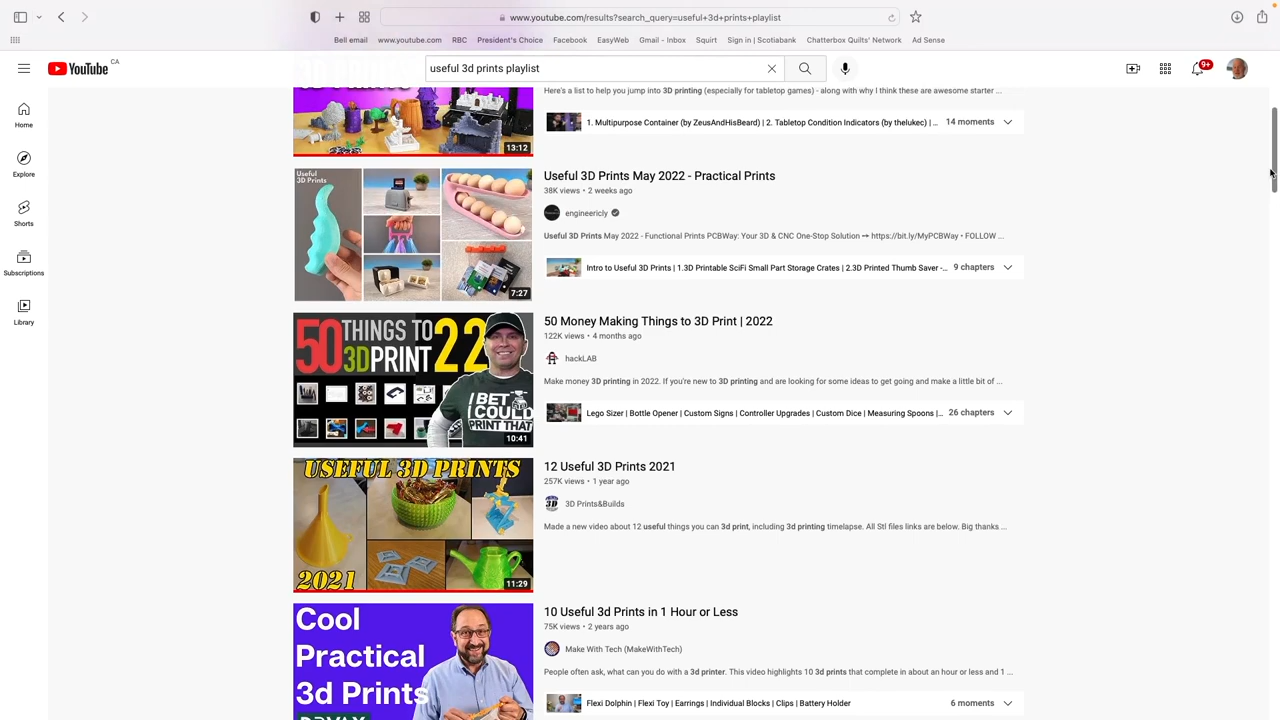 www.youtube.com/results?search_query=useful+3d+prints+playlist
Bell email www.youtube.com RBC President's Choice Facebook EasyWeb Gmail - Inbox Squirt Sign in | Scotiabank Chatterbox Quilts' Network Ad Sense
YouTube CA
useful 3d prints playlist
9+
Home
Explore
Shorts
Subscriptions
Library
13:12
Here's a list to help you jump into 3D printing (especially for tabletop games) - along with why I think these are awesome starter ...
1. Multipurpose Container (by ZeusAndHisBeard) | 2. Tabletop Condition Indicators (by thelukec) | ...
14 moments
Useful
3D Prints
7:27
Useful 3D Prints May 2022 - Practical Prints
38K views • 2 weeks ago
engineericly
Useful 3D Prints May 2022 - Functional Prints PCBWay: Your 3D & CNC One-Stop Solution ➙ https://bit.ly/MyPCBWay • FOLLOW ...
Intro to Useful 3D Prints | 1.3D Printable SciFi Small Part Storage Crates | 2.3D Printed Thumb Saver -...
9 chapters
50 THINGS TO 3DPRINT 22
I BET I COULD PRINT THAT
10:41
50 Money Making Things to 3D Print | 2022
122K views • 4 months ago
hackLAB
Make money 3D printing in 2022. If you're new to 3D printing and are looking for some ideas to get going and make a little bit of ...
Lego Sizer | Bottle Opener | Custom Signs | Controller Upgrades | Custom Dice | Measuring Spoons |...
26 chapters
USEFUL 3D PRINTS
2021
11:29
12 Useful 3D Prints 2021
257K views • 1 year ago
3D Prints&Builds
Made a new video about 12 useful things you can 3d print, including 3d printing timelapse. All Stl files links are below. Big thanks ...
Cool
Practical
3d Prints
10 Useful 3d Prints in 1 Hour or Less
75K views • 2 years ago
Make With Tech (MakeWithTech)
People often ask, what can you do with a 3d printer. This video highlights 10 3d prints that complete in about an hour or less and 1 ...
Flexi Dolphin | Flexi Toy | Earrings | Individual Blocks | Clips | Battery Holder
6 moments